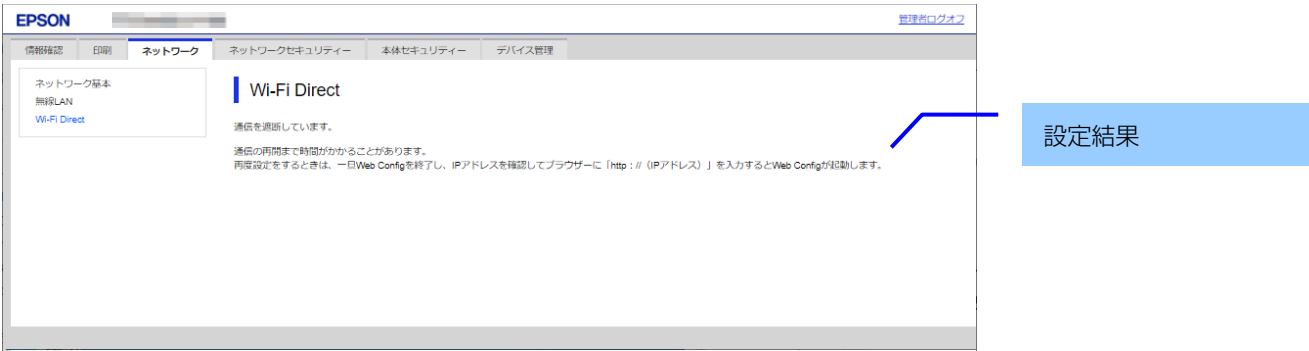 EPSON
管理者ログオフ
情報確認 印刷 ネットワーク ネットワークセキュリティー 本体セキュリティー デバイス管理
ネットワーク基本
無線LAN
Wi-Fi Direct
Wi-Fi Direct
通信を遮断しています。
通信の再開まで時間がかかることがあります。
再度設定をするときは、一旦Web Configを終了し、IPアドレスを確認してブラウザーに「http：//（IPアドレス）」を入力するとWeb Configが起動します。
設定結果